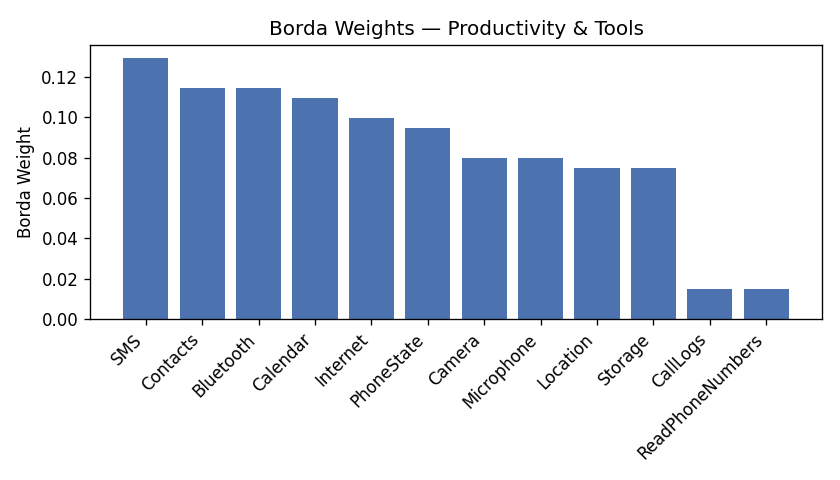 Borda Weights — Productivity & Tools
Borda Weight
0.12
0.10
0.08
0.06
0.04
0.02
0.00
SMS
Contacts
Bluetooth
Calendar
Internet
PhoneState
Camera
Microphone
Location
Storage
CallLogs
ReadPhoneNumbers